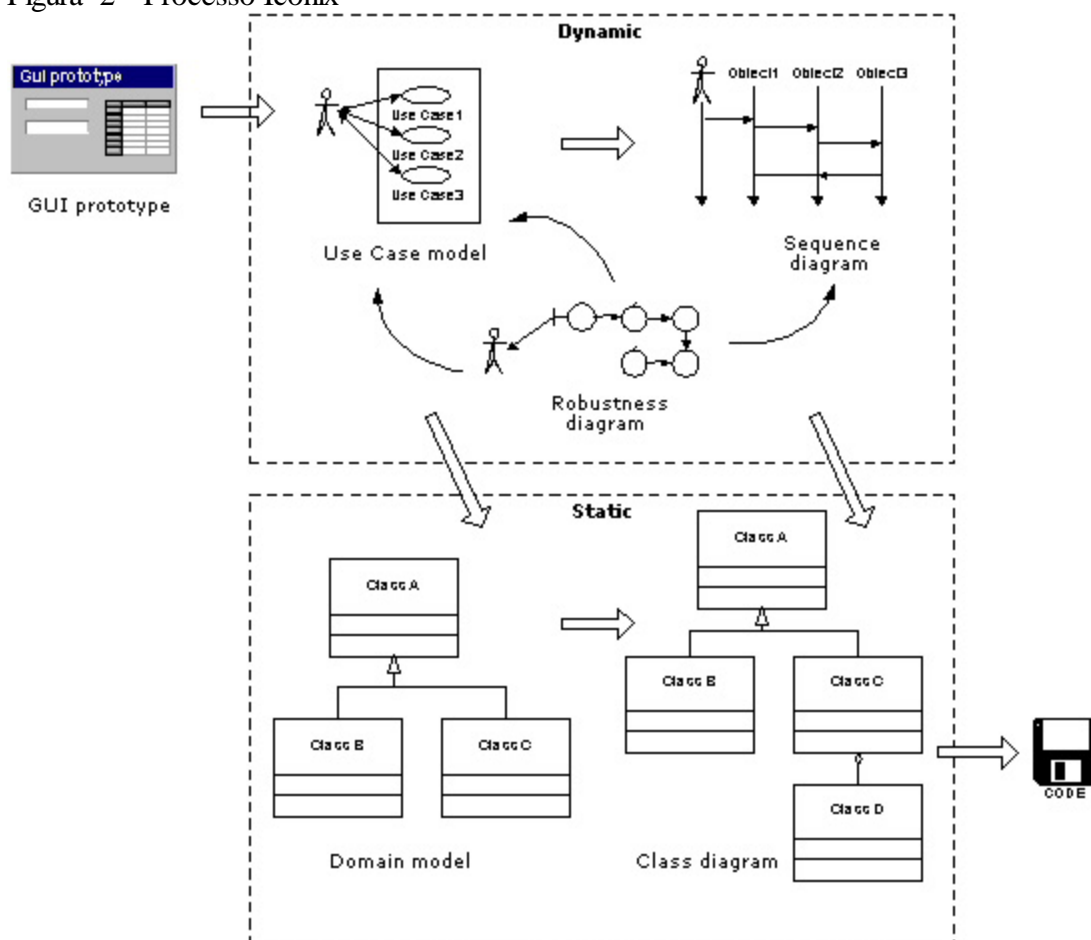 Figura 2 - Processo Iconix
Dynamic
Gui prototype
GUI prototype
Use Case1
Use Case2
Use Case3
Use Case model
Object1 Object2 Object3
Sequence
diagram
Robustness
diagram
Static
Class A
Class B
Class C
Domain model
Class A
Class B
Class C
Class D
Class diagram
CODE